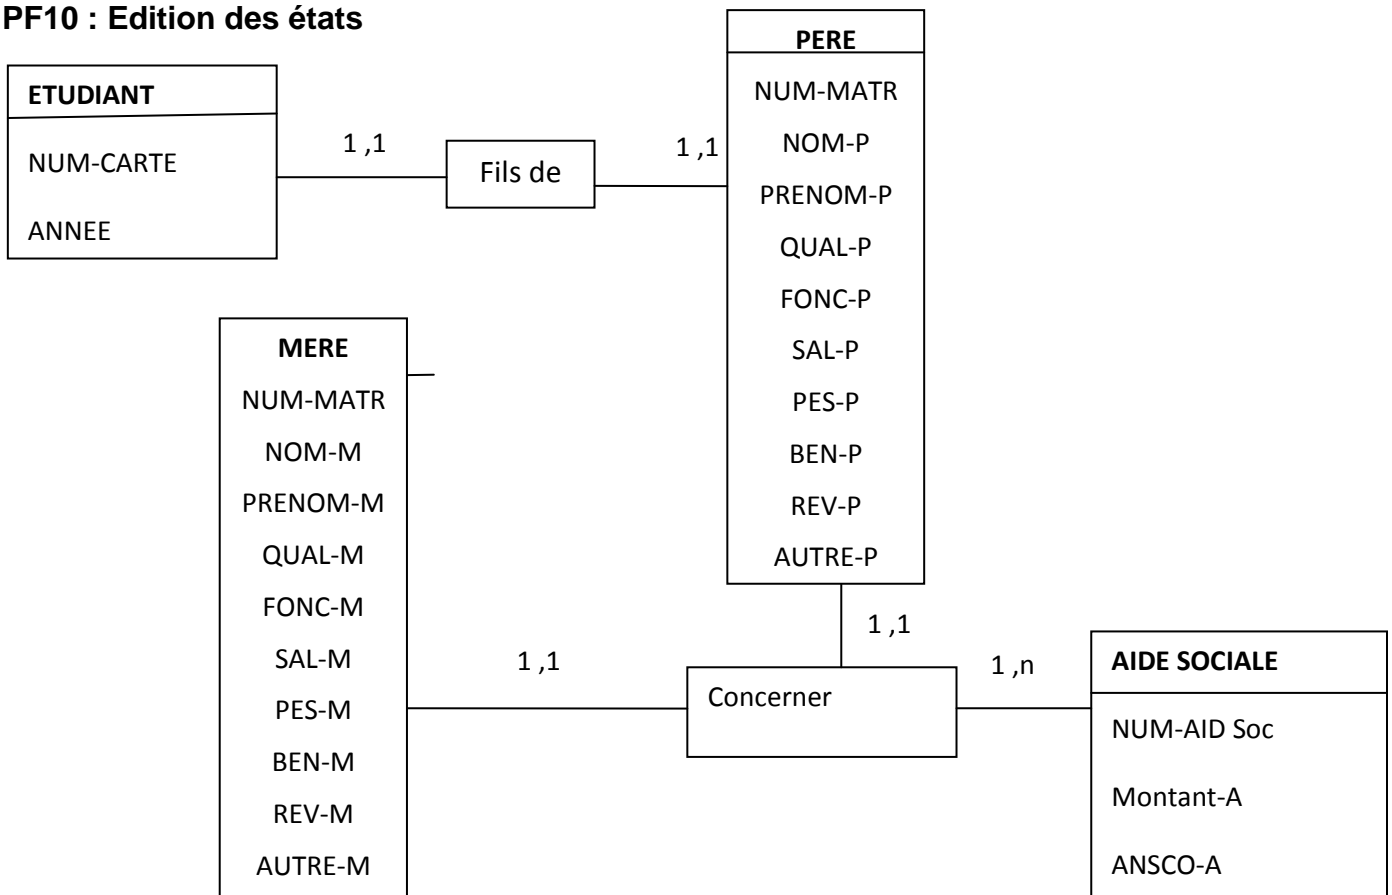 PF10 : Edition des états
ETUDIANT
NUM-CARTE
ANNEE
1 ,1
Fils de
1 ,1
PERE
NUM-MATR
NOM-P
PRENOM-P
QUAL-P
FONC-P
SAL-P
PES-P
BEN-P
REV-P
AUTRE-P
MERE
NUM-MATR
NOM-M
PRENOM-M
QUAL-M
FONC-M
SAL-M
PES-M
BEN-M
REV-M
AUTRE-M
1 ,1
1 ,1
Concerner
1 ,n
AIDE SOCIALE
NUM-AID Soc
Montant-A
ANSCO-A